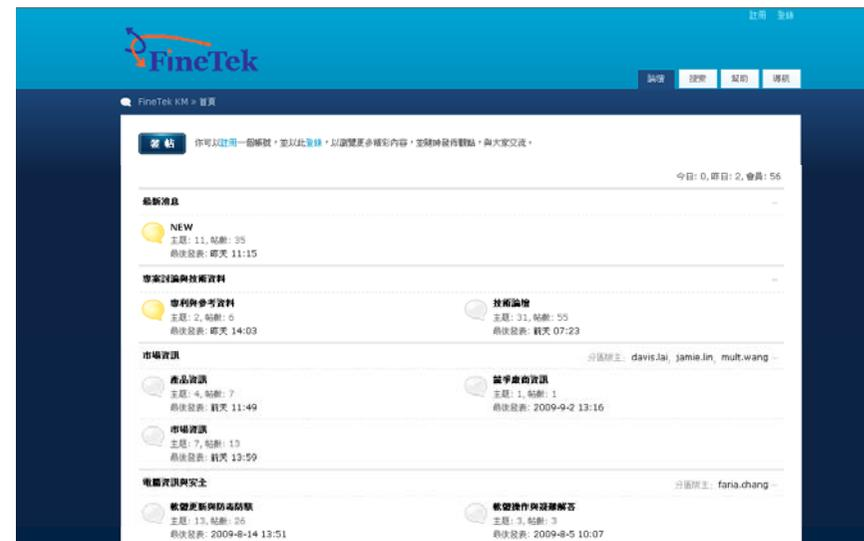 註冊 登錄
FineTek
論壇 搜索 幫助 導航
FineTek KM » 首頁
發帖 你可以註冊一個帳號，並以此登錄，以瀏覽更多精彩內容，並隨時發佈觀點，與大家交流。
今日: 0, 昨日: 2, 會員: 56
最新消息
NEW
主題: 11, 帖數: 35
最後發表: 昨天 11:15
專案討論與技術資料
專利與參考資料
主題: 2, 帖數: 6
最後發表: 昨天 14:03
技術論壇
主題: 31, 帖數: 55
最後發表: 前天 07:23
市場資訊
分區版主: davis.lai, jamie.lin, mult.wang
產品資訊
主題: 4, 帖數: 7
最後發表: 前天 11:49
競爭廠商資訊
主題: 1, 帖數: 1
最後發表: 2009-9-2 13:16
市場資訊
主題: 7, 帖數: 13
最後發表: 前天 13:59
電腦資訊與安全
分區版主: faria.chang
軟體更新與防毒防駭
主題: 13, 帖數: 26
最後發表: 2009-8-14 13:51
軟體操作與疑難解答
主題: 3, 帖數: 3
最後發表: 2009-8-5 10:07